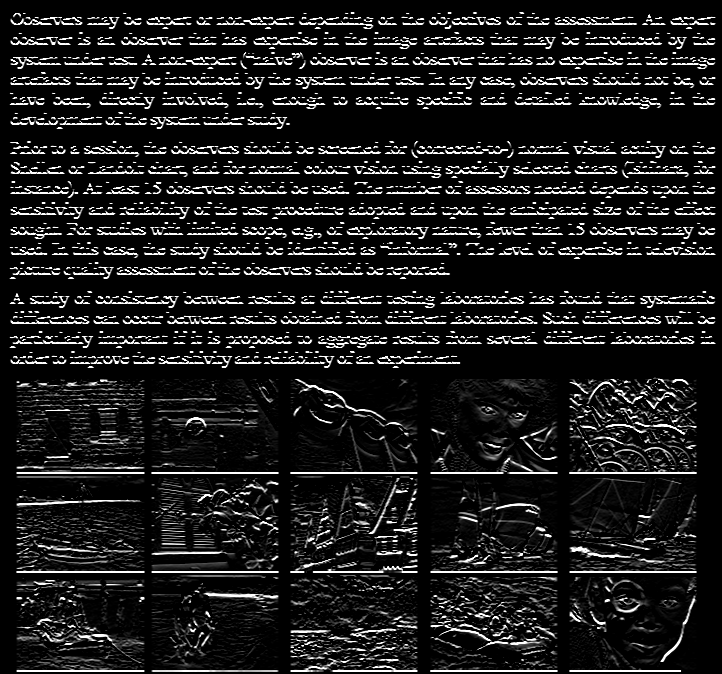 Observers may be expert or non-expert depending on the objectives of the assessment. An expert
observer is an observer that has expertise in the image artefacts that may be introduced by the
system under test. A non-expert (“naive”) observer is an observer that has no expertise in the image
artefacts that may be introduced by the system under test. In any case, observers should not be, or
have been, directly involved, i.e., enough to acquire specific and detailed knowledge, in the
development of the system under study.
Prior to a session, the observers should be screened for (corrected-to-) normal visual acuity on the
Snellen or Landolt chart, and for normal colour vision using specially selected charts (Ishihara, for
instance). At least 15 observers should be used. The number of assessors needed depends upon the
sensitivity and reliability of the test procedure adopted and upon the anticipated size of the effect
sought. For studies with limited scope, e.g., of exploratory nature, fewer than 15 observers may be
used. In this case, the study should be identified as “informal”. The level of expertise in television
picture quality assessment of the observers should be reported.
A study of consistency between results at different testing laboratories has found that systematic
differences can occur between results obtained from different laboratories. Such differences will be
particularly important if it is proposed to aggregate results from several different laboratories in
order to improve the sensitivity and reliability of an experiment.